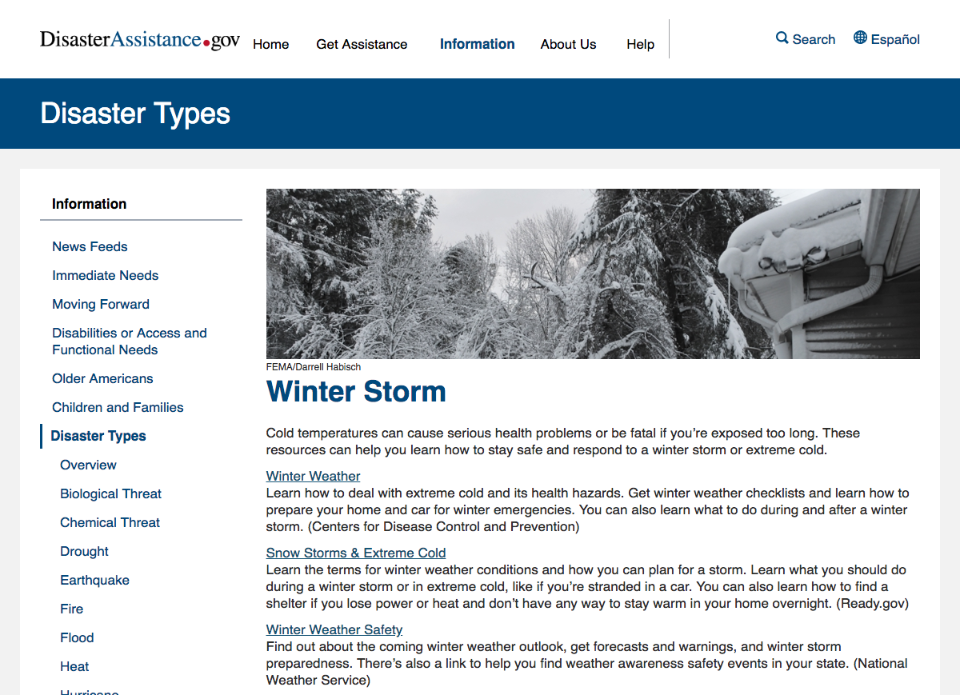 DisasterAssistance.gov
Home
Get Assistance
Information
About Us
Help
Search
Español
Disaster Types
Information
News Feeds
Immediate Needs
Moving Forward
Disabilities or Access and
Functional Needs
Older Americans
Children and Families
Disaster Types
Overview
Biological Threat
Chemical Threat
Drought
Earthquake
Fire
Flood
Heat
Hurricane
FEMA/Darrell Habisch
Winter Storm
Cold temperatures can cause serious health problems or be fatal if you're exposed too long. These
resources can help you learn how to stay safe and respond to a winter storm or extreme cold.
Winter Weather
Learn how to deal with extreme cold and its health hazards. Get winter weather checklists and learn how to
prepare your home and car for winter emergencies. You can also learn what to do during and after a winter
storm. (Centers for Disease Control and Prevention)
Snow Storms & Extreme Cold
Learn the terms for winter weather conditions and how you can plan for a storm. Learn what you should do
during a winter storm or in extreme cold, like if you're stranded in a car. You can also learn how to find a
shelter if you lose power or heat and don't have any way to stay warm in your home overnight. (Ready.gov)
Winter Weather Safety
Find out about the coming winter weather outlook, get forecasts and warnings, and winter storm
preparedness. There's also a link to help you find weather awareness safety events in your state. (National
Weather Service)